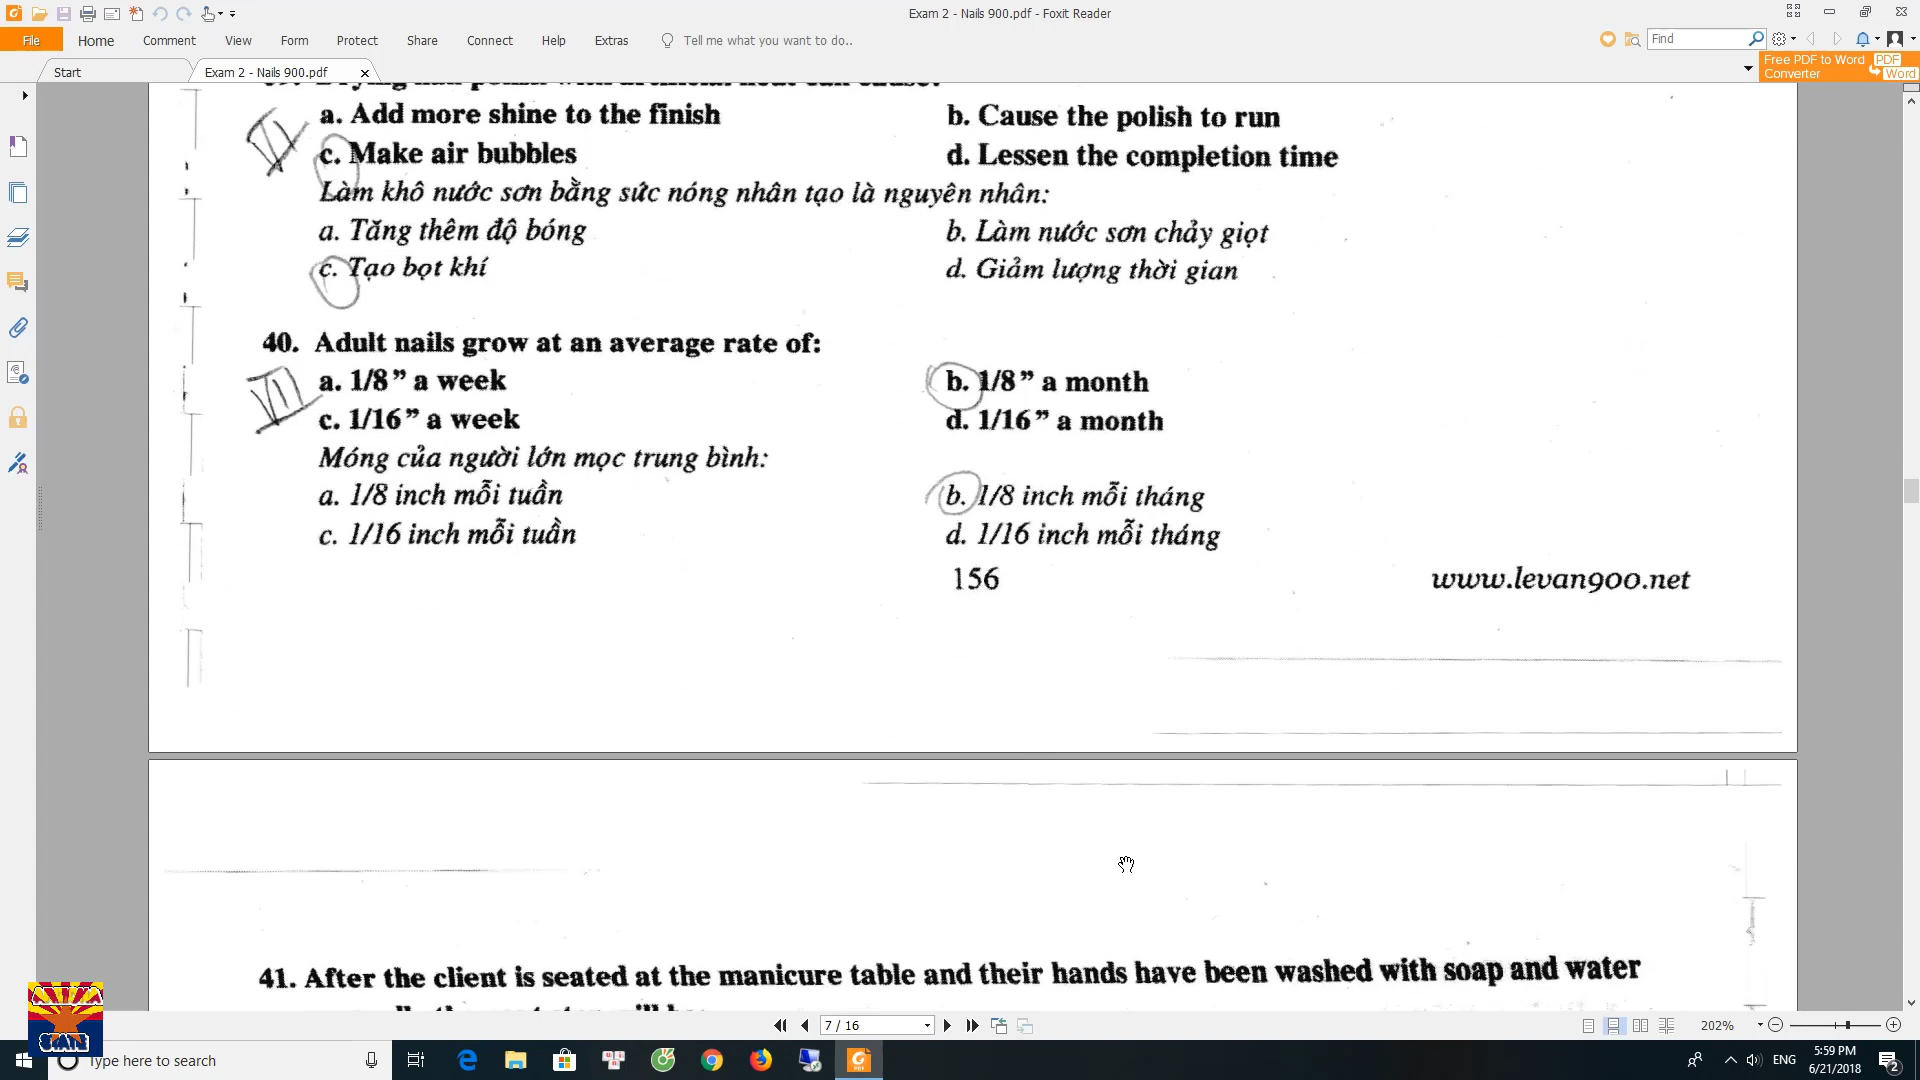 Exam 2 - Nails 900.pdf - Foxit Reader
File Home Comment View Form Protect Share Connect Help Extras Tell me what you want to do.. Find
Start Exam 2 - Nails 900.pdf
Free PDF to Word Converter
PDF
Word
a. Add more shine to the finish b. Cause the polish to run
c. Make air bubbles d. Lessen the completion time
Làm khô nước sơn bằng sức nóng nhân tạo là nguyên nhân:
a. Tăng thêm độ bóng b. Làm nước sơn chảy giọt
c. Tạo bọt khí d. Giảm lượng thời gian
40. Adult nails grow at an average rate of:
VII
a. 1/8” a week b. 1/8” a month
c. 1/16” a week d. 1/16” a month
Móng của người lớn mọc trung bình:
a. 1/8 inch mỗi tuần b. 1/8 inch mỗi tháng
c. 1/16 inch mỗi tuần d. 1/16 inch mỗi tháng
156 www.levan900.net
41. After the client is seated at the manicure table and their hands have been washed with soap and water
7 / 16 202%
STATE
Type here to search
ENG
5:59 PM
6/21/2018
2